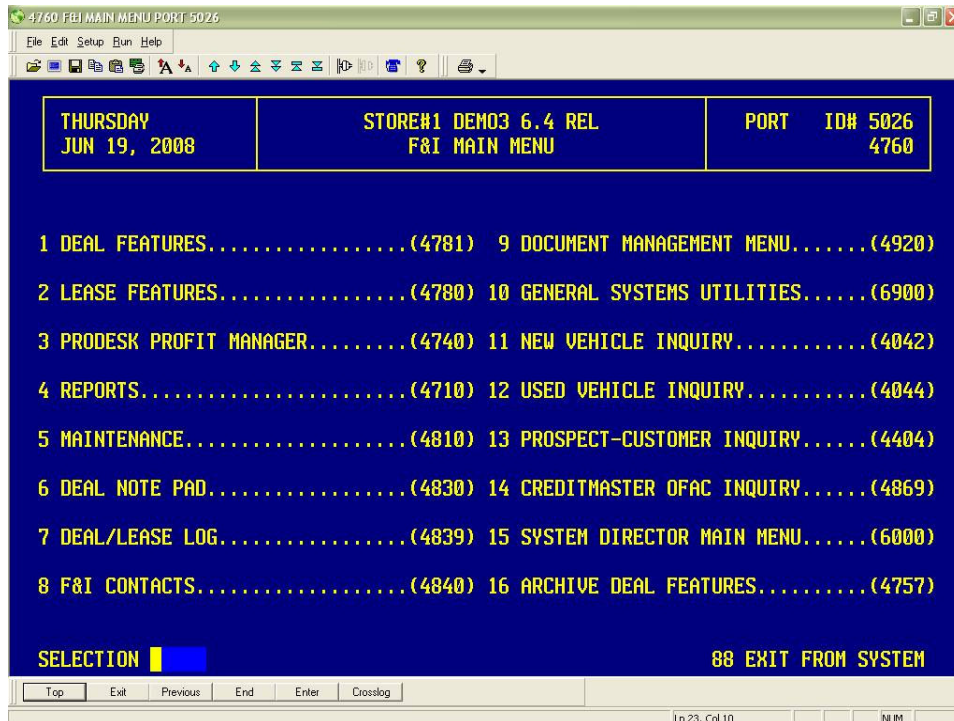 4760 F&I MAIN MENU PORT 5026
File Edit Setup Run Help
THURSDAY STORE#1 DEMO3 6.4 REL PORT ID# 5026
JUN 19, 2008 F&I MAIN MENU 4760
1 DEAL FEATURES..................(4781) 9 DOCUMENT MANAGEMENT MENU.......(4920)
2 LEASE FEATURES.................(4780) 10 GENERAL SYSTEMS UTILITIES......(6900)
3 PRODESK PROFIT MANAGER.........(4740) 11 NEW VEHICLE INQUIRY............(4042)
4 REPORTS........................(4710) 12 USED VEHICLE INQUIRY...........(4044)
5 MAINTENANCE....................(4810) 13 PROSPECT-CUSTOMER INQUIRY......(4404)
6 DEAL NOTE PAD..................(4830) 14 CREDITMASTER OFAC INQUIRY......(4869)
7 DEAL/LEASE LOG.................(4839) 15 SYSTEM DIRECTOR MAIN MENU......(6000)
8 F&I CONTACTS...................(4840) 16 ARCHIVE DEAL FEATURES..........(4757)
SELECTION 88 EXIT FROM SYSTEM
Top Exit Previous End Enter Crosslog
Ln 23, Col 10 NUM